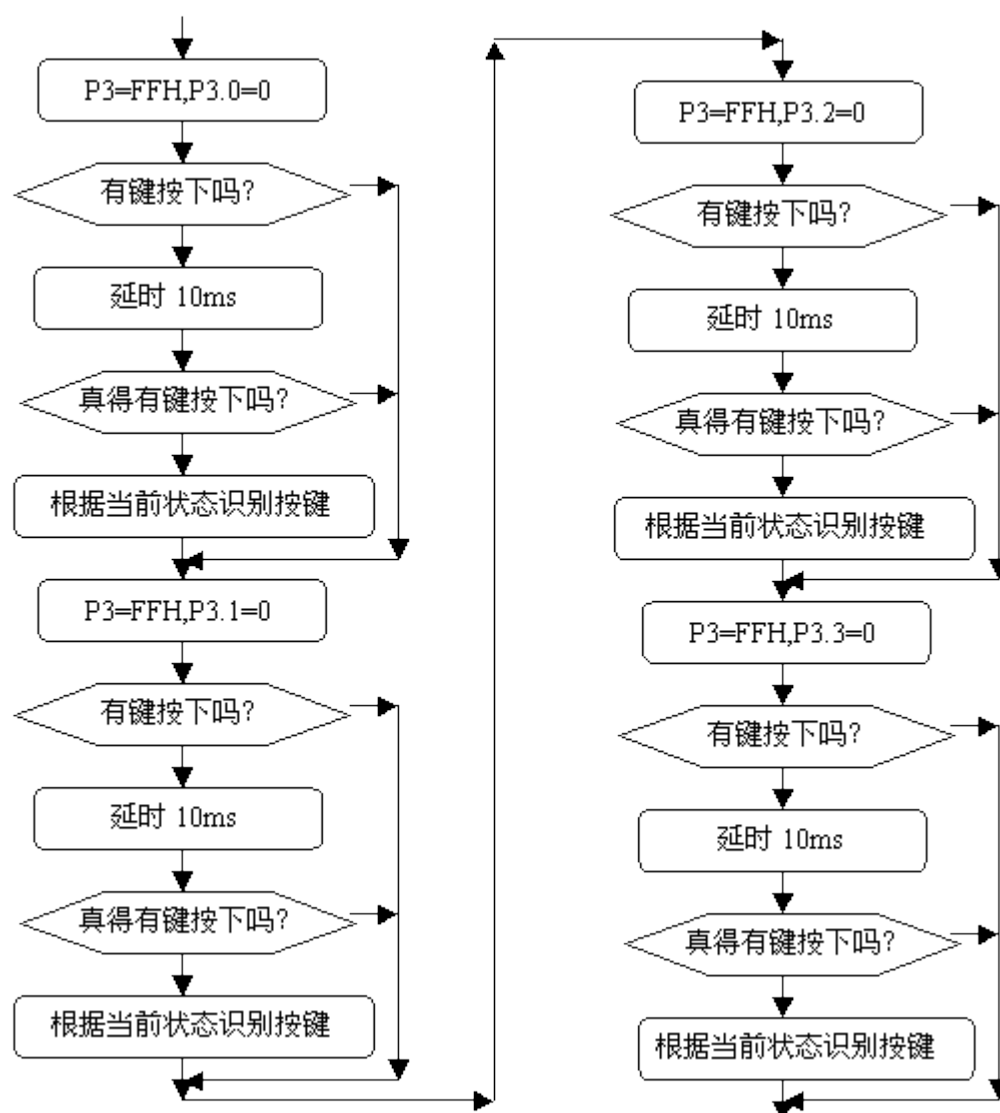 P3=FFH,P3.0=0
有键按下吗?
延时 10ms
真得有键按下吗?
根据当前状态识别按键
P3=FFH,P3.1=0
有键按下吗?
延时 10ms
真得有键按下吗?
根据当前状态识别按键
P3=FFH,P3.2=0
有键按下吗?
延时 10ms
真得有键按下吗?
根据当前状态识别按键
P3=FFH,P3.3=0
有键按下吗?
延时 10ms
真得有键按下吗?
根据当前状态识别按键